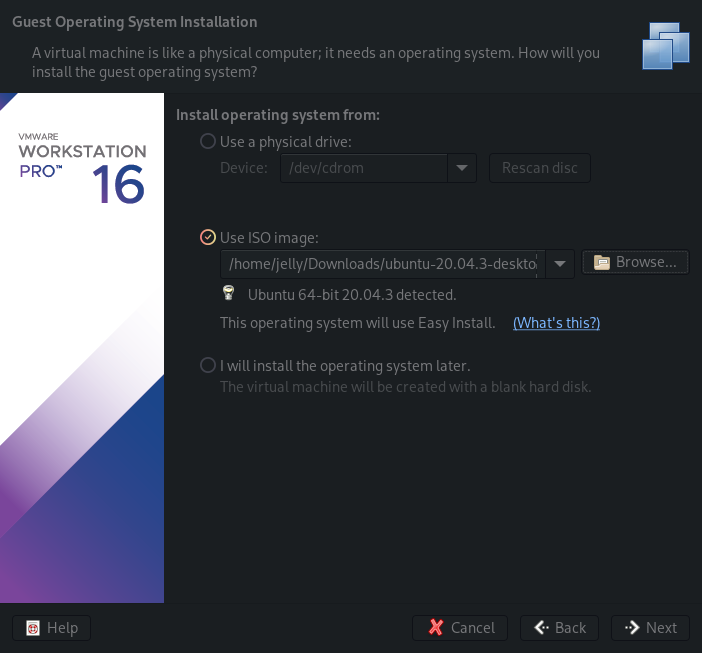 Guest Operating System Installation
A virtual machine is like a physical computer; it needs an operating system. How will you
install the guest operating system?
VMWARE
WORKSTATION
PRO™ 16
Install operating system from:
Use a physical drive:
Device: /dev/cdrom Rescan disc
Use ISO image:
/home/jelly/Downloads/ubuntu-20.04.3-deskto Browse...
Ubuntu 64-bit 20.04.3 detected.
This operating system will use Easy Install. (What's this?)
I will install the operating system later.
The virtual machine will be created with a blank hard disk.
Help Cancel Back Next